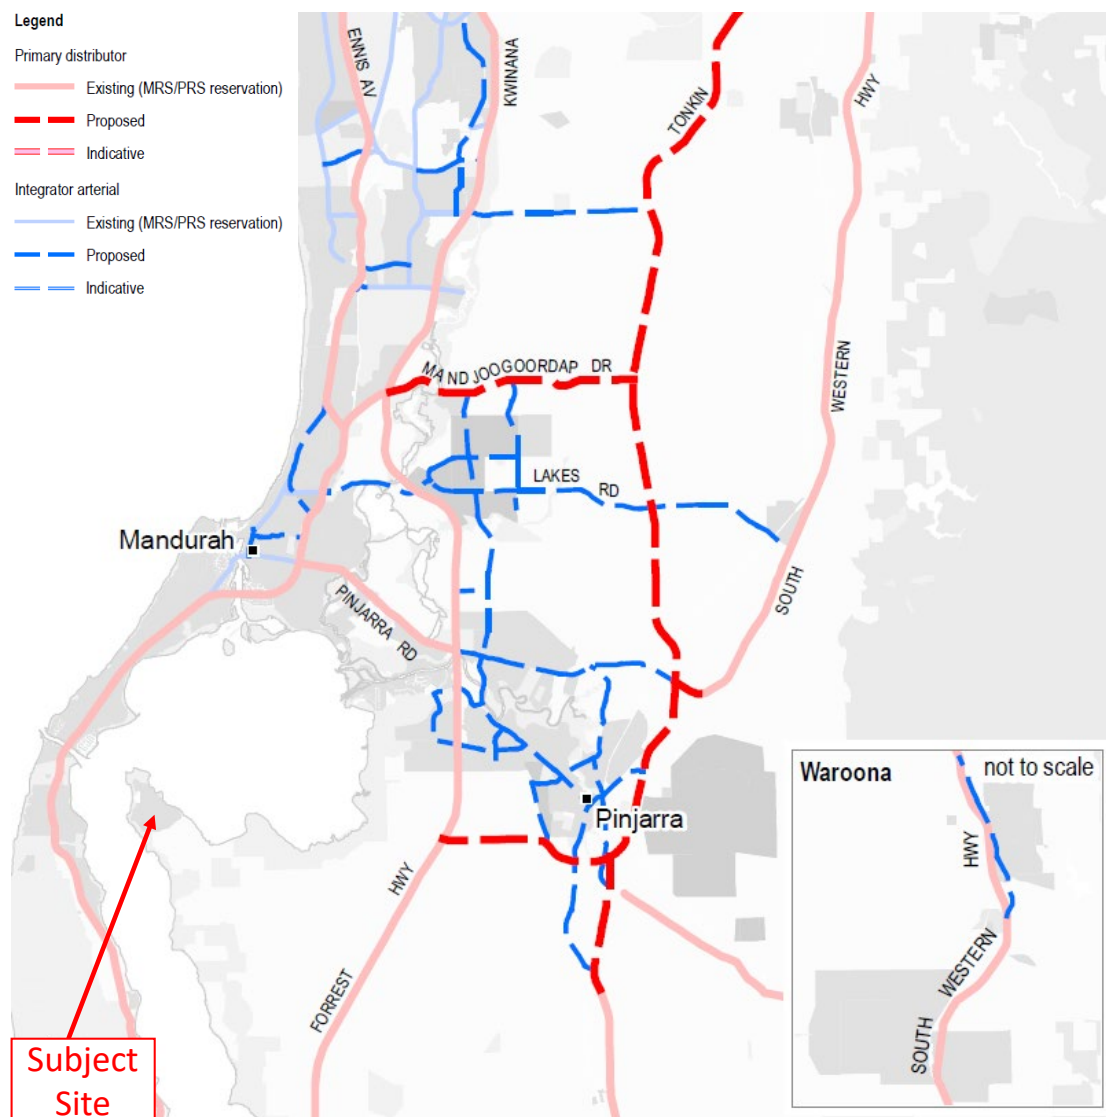 Legend
Primary distributor
Existing (MRS/PRS reservation)
Proposed
Indicative
Integrator arterial
Existing (MRS/PRS reservation)
Proposed
Indicative
ENNIS AV
KWINANA
TONKIN
HWY
WESTERN
SOUTH
MANDJOOGOORDAP DR
LAKES RD
Mandurah
PINJARRA RD
Pinjarra
HWY
FORREST
Subject
Site
Waroona
not to scale
HWY
WESTERN
SOUTH